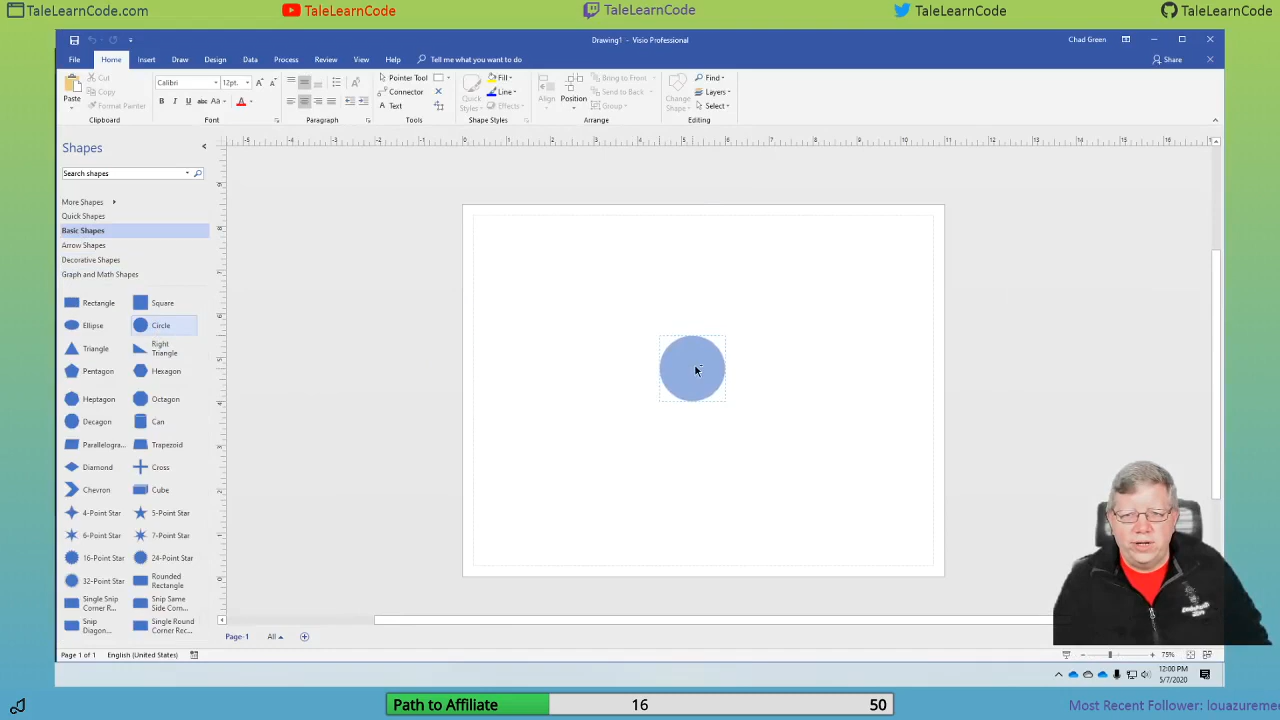 TaleLearnCode.com
TaleLearnCode
TaleLearnCode
TaleLearnCode
TaleLearnCode
Drawing1 - Visio Professional
Chad Green
File Home Insert Draw Design Data Process Review View Help Tell me what you want to do
Share
Paste
Cut
Copy
Format Painter
Clipboard
Calibri
12pt.
B I U abc Aa A
Font
Paragraph
Pointer Tool
Connector
Text
Tools
Quick Styles
Fill
Line
Effects
Shape Styles
Align
Position
Bring to Front
Send to Back
Group
Arrange
Change Shape
Find
Layers
Select
Editing
Shapes
Search shapes
More Shapes
Quick Shapes
Basic Shapes
Arrow Shapes
Decorative Shapes
Graph and Math Shapes
Rectangle Square
Ellipse Circle
Triangle Right Triangle
Pentagon Hexagon
Heptagon Octagon
Decagon Can
Parallelogra... Trapezoid
Diamond Cross
Chevron Cube
4-Point Star 5-Point Star
6-Point Star 7-Point Star
16-Point Star 24-Point Star
32-Point Star Rounded Rectangle
Single Snip Corner R... Snip Same Side Corn...
Snip Diagon... Single Round Corner Rec...
Page-1 All
Page 1 of 1 English (United States)
75%
12:00 PM
5/7/2020
Path to Affiliate 16 50
Most Recent Follower: louazureme